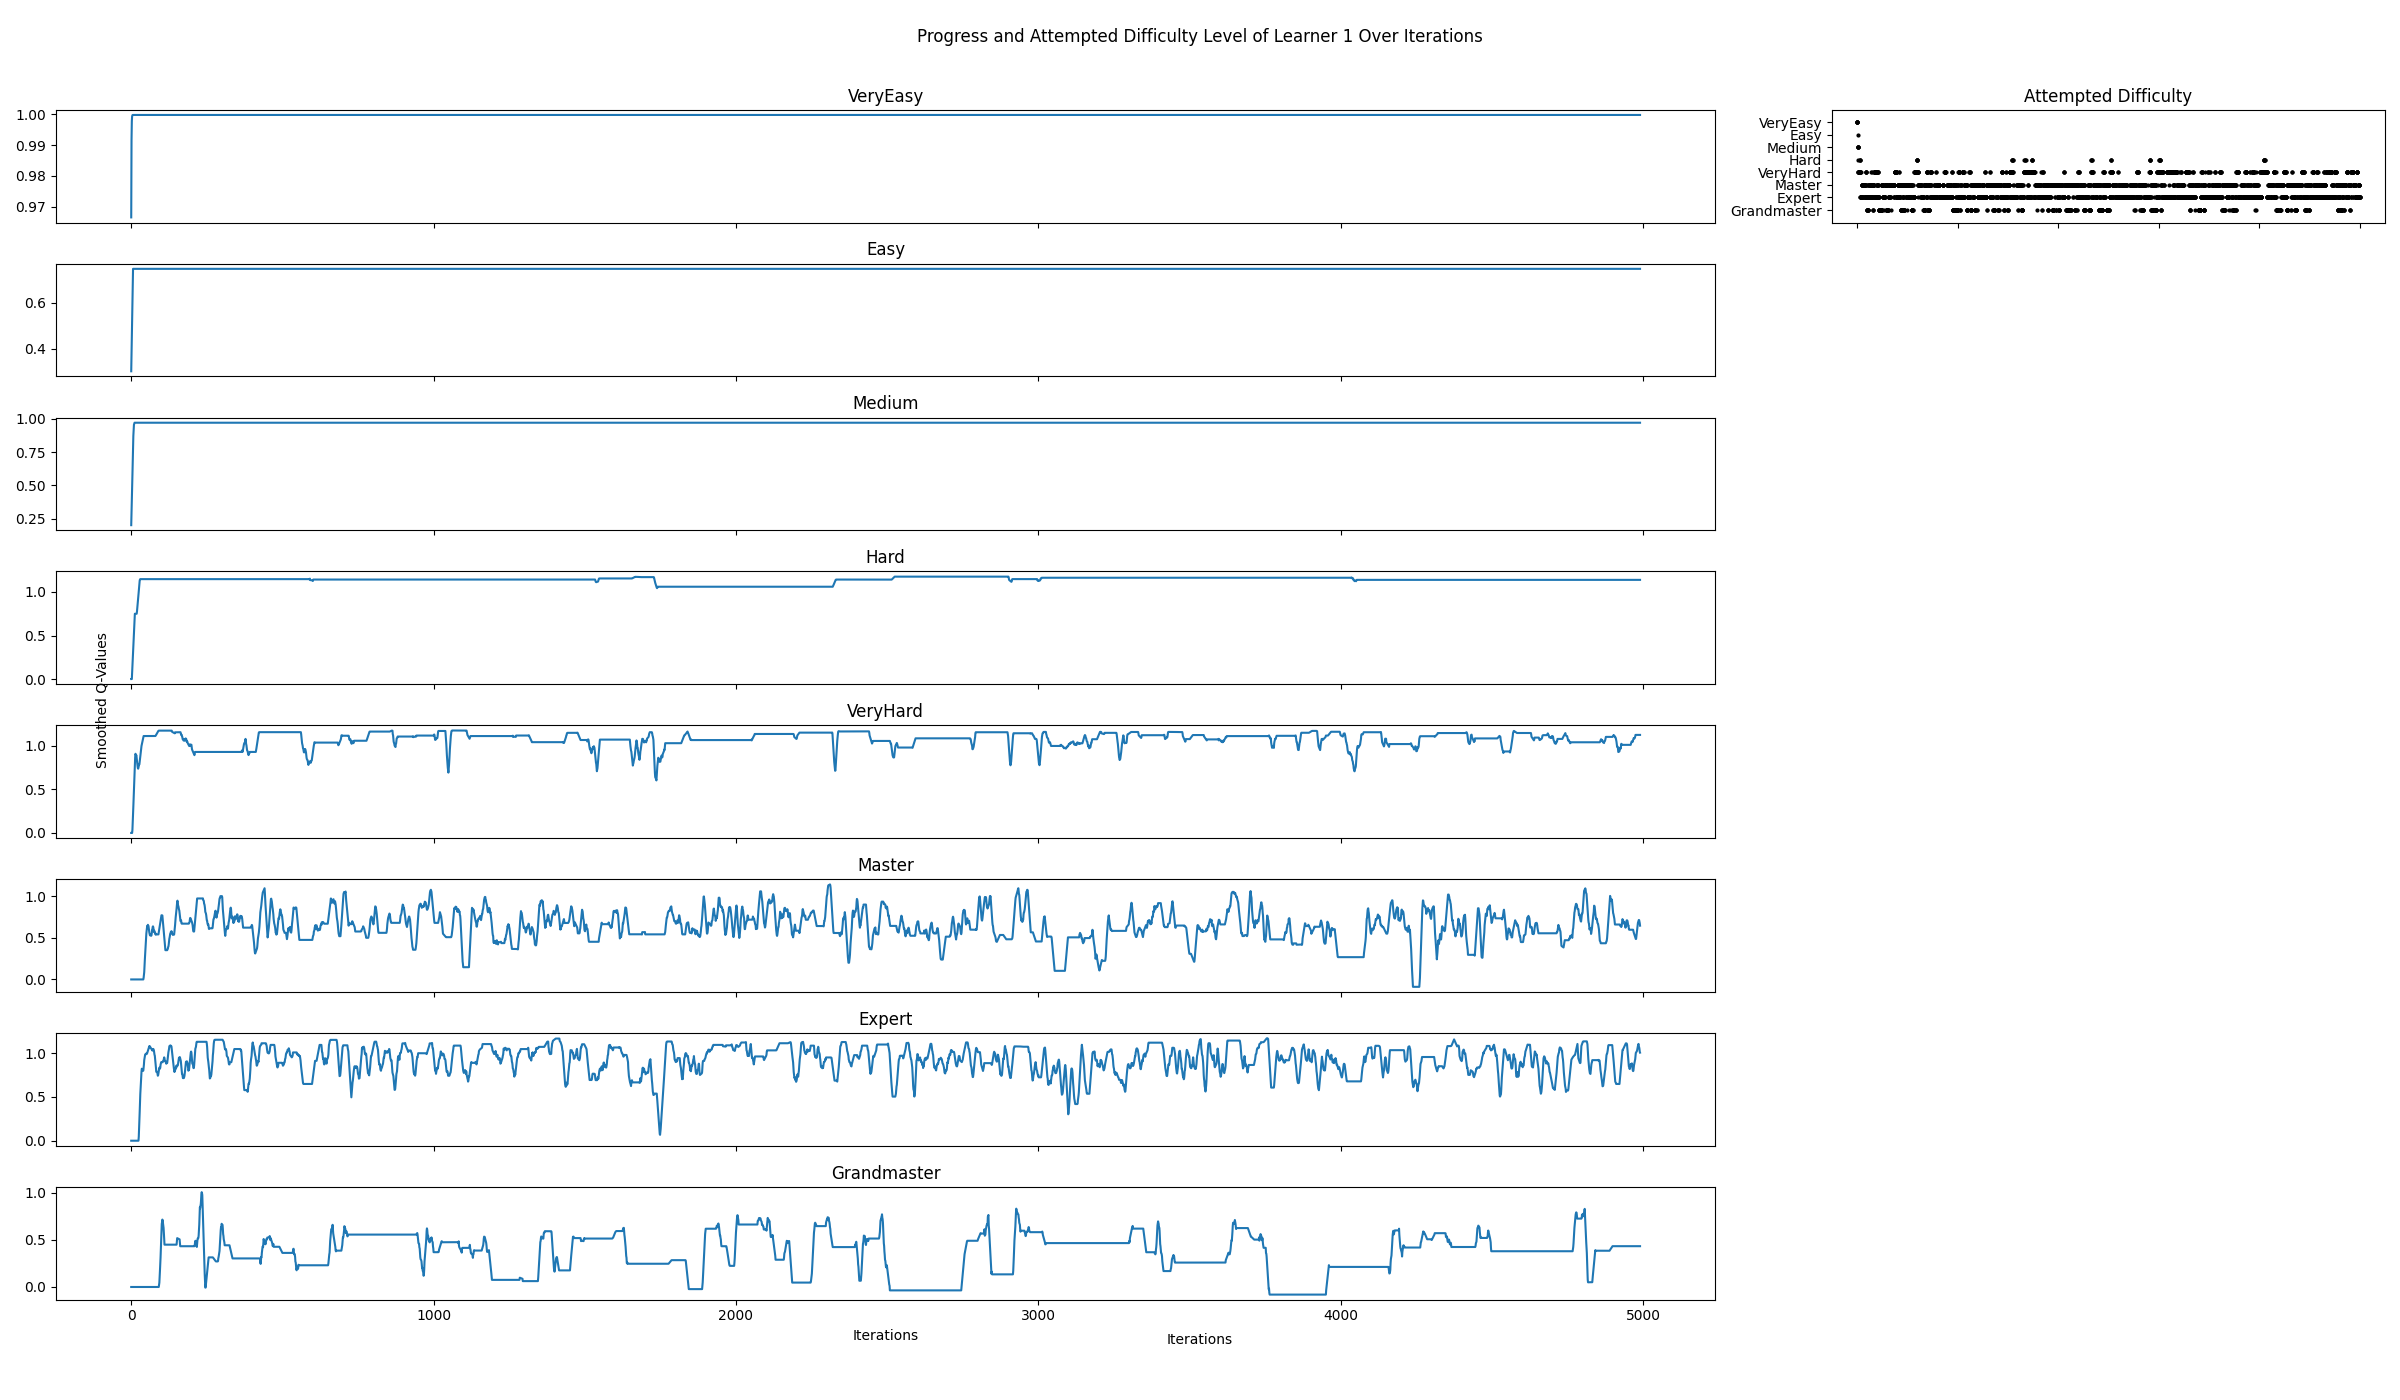 Progress and Attempted Difficulty Level of Learner 1 Over Iterations
VeryEasy
1.00
0.99
0.98
0.97
Attempted Difficulty
VeryEasy
Easy
Medium
Hard
VeryHard
Master
Expert
Grandmaster
Easy
0.6
0.4
Medium
1.00
0.75
0.50
0.25
Hard
1.0
0.5
0.0
Smoothed Q-Values
VeryHard
1.0
0.5
0.0
Master
1.0
0.5
0.0
Expert
1.0
0.5
0.0
Grandmaster
1.0
0.5
0.0
0 1000 2000 3000 4000 5000
Iterations
Iterations